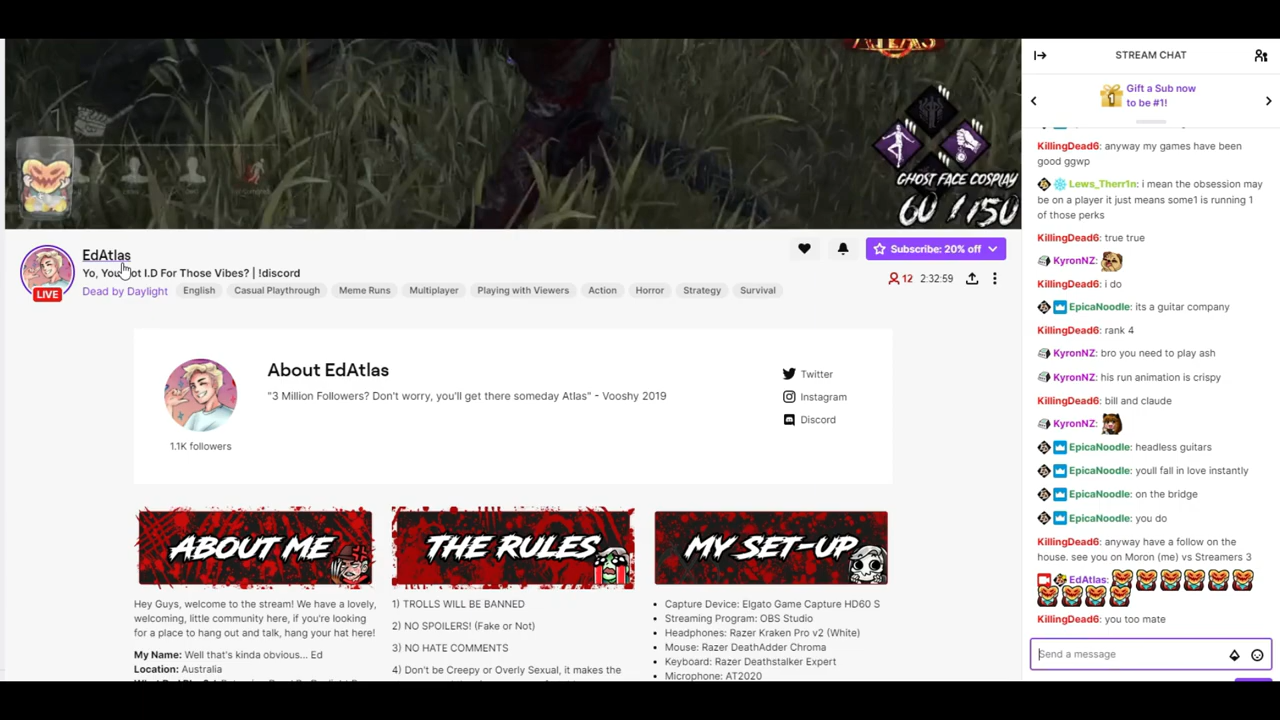 ATLAS
GHOST FACE COSPLAY
60/150
EdAtlas
Yo, You Got I.D For Those Vibes? | !discord
LIVE
Dead by Daylight
English
Casual Playthrough
Meme Runs
Multiplayer
Playing with Viewers
Action
Horror
Strategy
Survival
Subscribe: 20% off
12
2:32:59
About EdAtlas
"3 Million Followers? Don't worry, you'll get there someday Atlas" - Vooshy 2019
1.1K followers
Twitter
Instagram
Discord
ABOUT ME
Hey Guys, welcome to the stream! We have a lovely,
welcoming, little community here, if you're looking
for a place to hang out and talk, hang your hat here!
My Name: Well that's kinda obvious... Ed
Location: Australia
THE RULES
1) TROLLS WILL BE BANNED
2) NO SPOILERS! (Fake or Not)
3) NO HATE COMMENTS
4) Don't be Creepy or Overly Sexual, it makes the
MY SET-UP
Capture Device: Elgato Game Capture HD60 S
Streaming Program: OBS Studio
Headphones: Razer Kraken Pro v2 (White)
Mouse: Razer DeathAdder Chroma
Keyboard: Razer Deathstalker Expert
Microphone: AT2020
STREAM CHAT
1
Gift a Sub now
to be #1!
KillingDead6: anyway my games have been
good ggwp
Lews_Therr1n: i mean the obsession may
be on a player it just means some1 is running 1
of those perks
KillingDead6: true true
KyronNZ:
KillingDead6: i do
EpicaNoodle: its a guitar company
KillingDead6: rank 4
KyronNZ: bro you need to play ash
KyronNZ: his run animation is crispy
KillingDead6: bill and claude
KyronNZ:
EpicaNoodle: headless guitars
EpicaNoodle: youll fall in love instantly
EpicaNoodle: on the bridge
EpicaNoodle: you do
KillingDead6: anyway have a follow on the
house. see you on Moron (me) vs Streamers 3
EdAtlas:
KillingDead6: you too mate
Send a message